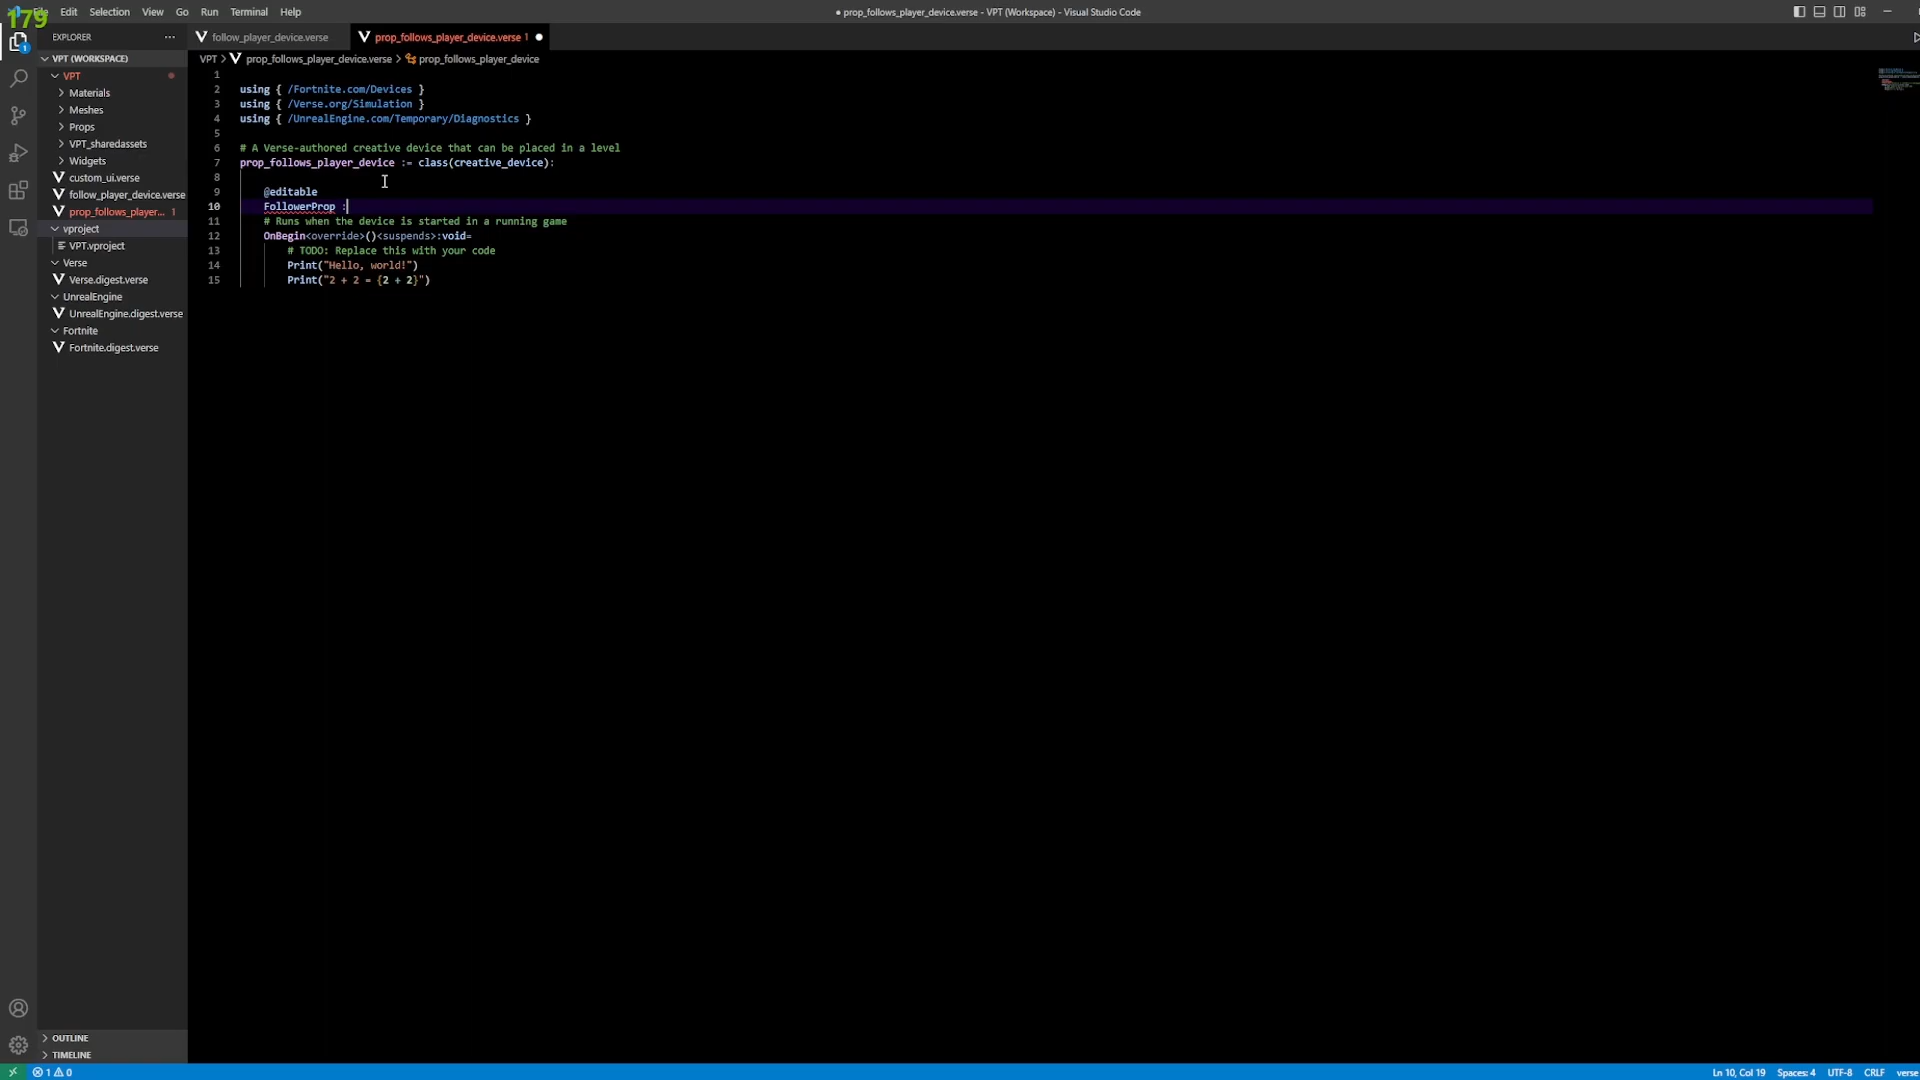 179
File Edit Selection View Go Run Terminal Help
● prop_follows_player_device.verse - VPT (Workspace) - Visual Studio Code
EXPLORER ···
follow_player_device.verse
prop_follows_player_device.verse 1
VPT (WORKSPACE)
VPT > prop_follows_player_device.verse > prop_follows_player_device
VPT
Materials
Meshes
Props
VPT_sharedassets
Widgets
custom_ui.verse
follow_player_device.verse
prop_follows_player... 1
vproject
VPT.vproject
Verse
Verse.digest.verse
UnrealEngine
UnrealEngine.digest.verse
Fortnite
Fortnite.digest.verse
OUTLINE
TIMELINE
1
2 using { /Fortnite.com/Devices }
3 using { /Verse.org/Simulation }
4 using { /UnrealEngine.com/Temporary/Diagnostics }
5
6 # A Verse-authored creative device that can be placed in a level
7 prop_follows_player_device := class(creative_device):
8
9 @editable
10 FollowerProp :
11 # Runs when the device is started in a running game
12 OnBegin<override>()<suspends>:void=
13 # TODO: Replace this with your code
14 Print("Hello, world!")
15 Print("2 + 2 = {2 + 2}")
1
1 0
Ln 10, Col 19 Spaces: 4 UTF-8 CRLF verse